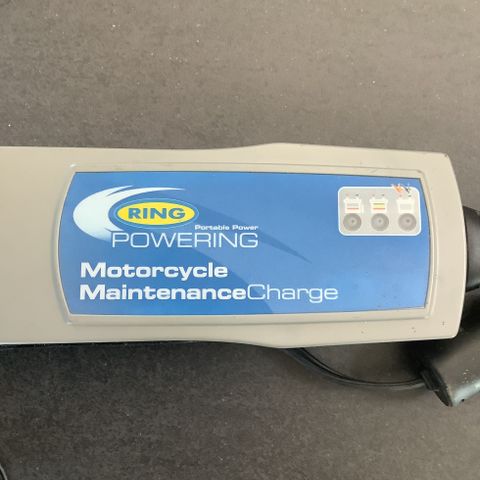 RING
Portable Power
POWERING
Motorcycle
MaintenanceCharge